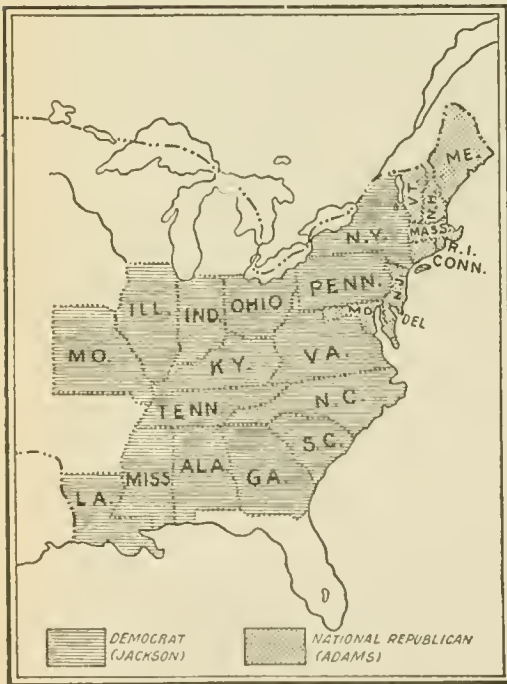 ME.
VT.
N.H.
MASS.
R.I.
CONN.
N.Y.
PENN.
N.J.
MD.
DEL
ILL.
IND.
OHIO
MO.
KY.
VA.
TENN.
N.C.
S.C.
LA.
MISS
ALA.
GA.
DEMOCRAT
(JACKSON)
NATIONAL REPUBLICAN
(ADAMS)